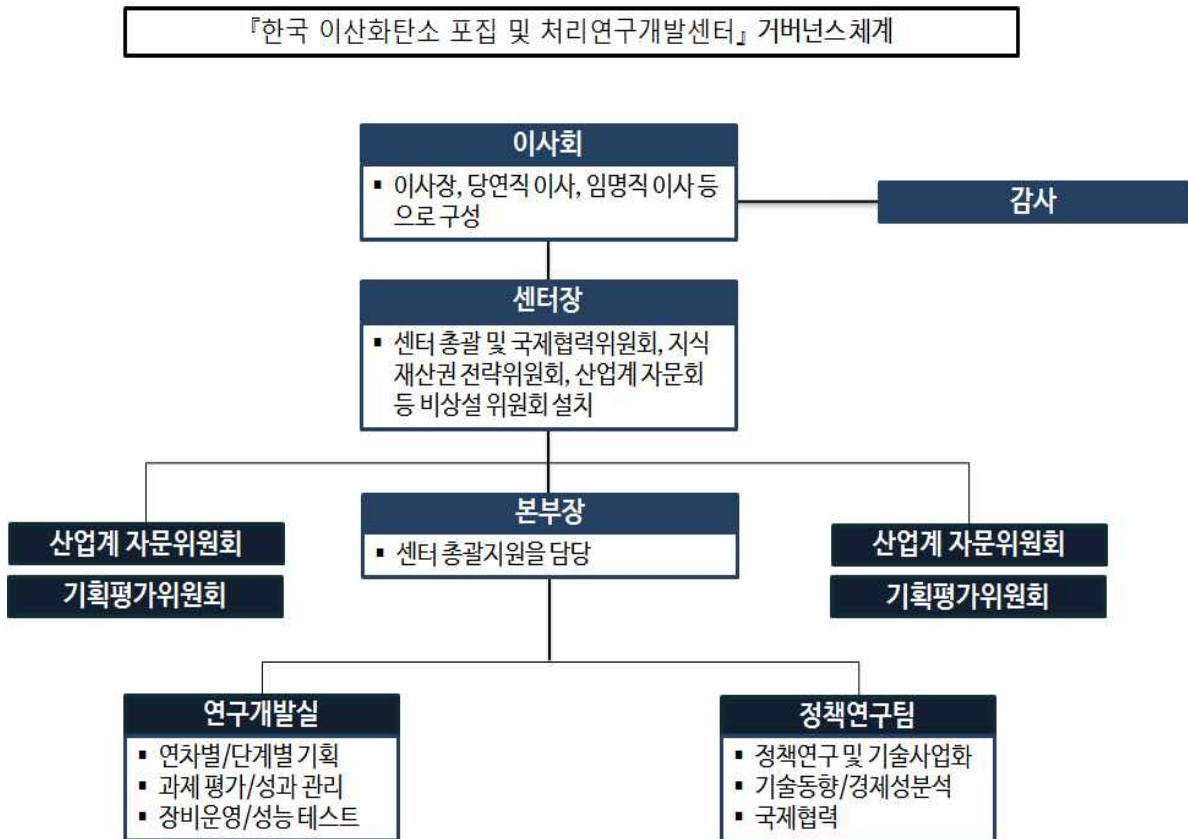 『한국 이산화탄소 포집 및 처리연구개발센터』 거버넌스체계
이사회
▪ 이사장, 당연직 이사, 임명직 이사 등
으로 구성
감사
센터장
▪ 센터 총괄 및 국제협력위원회, 지식
재산권 전략위원회, 산업계 자문회
등 비상설 위원회 설치
본부장
▪ 센터 총괄지원을 담당
산업계 자문위원회
기획평가위원회
산업계 자문위원회
기획평가위원회
연구개발실
▪ 연차별/단계별 기획
▪ 과제 평가/성과 관리
▪ 장비운영/성능 테스트
정책연구팀
▪ 정책연구 및 기술사업화
▪ 기술동향/경제성분석
▪ 국제협력